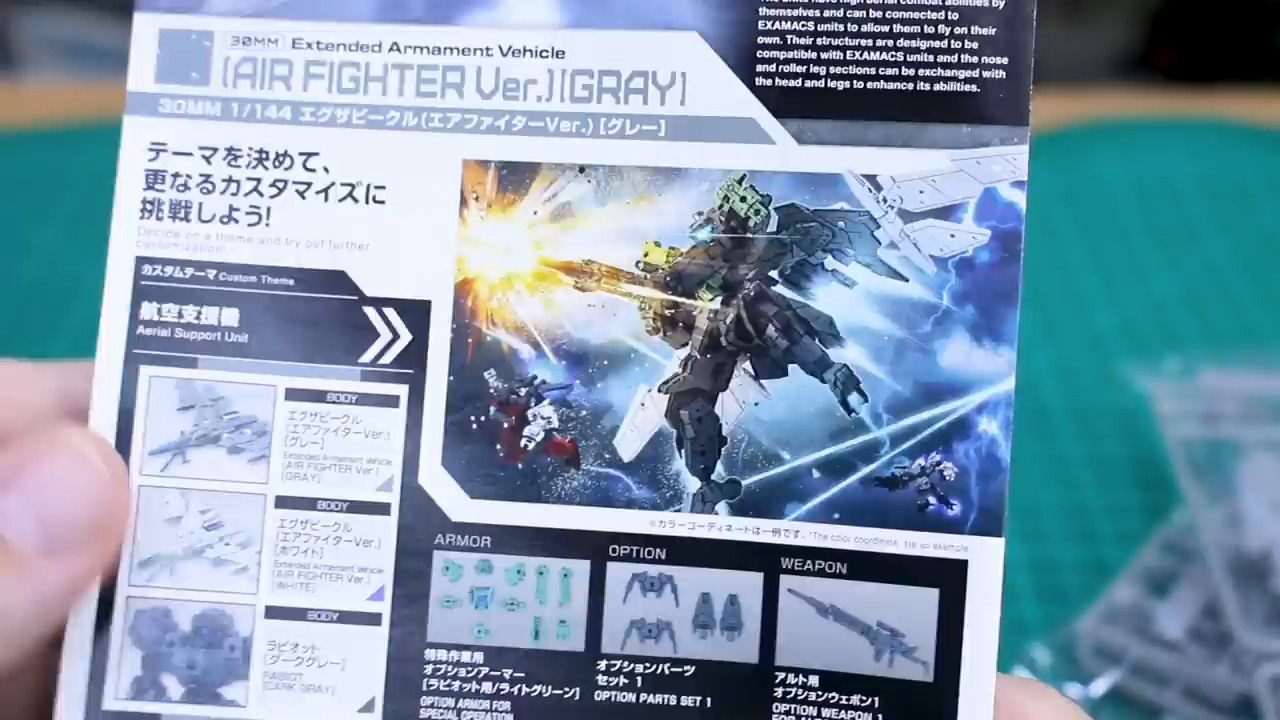 themselves and can be connected to
EXAMACS units to allow them to fly on their
own. Their structures are designed to be
compatible with EXAMACS units and the nose
and roller leg sections can be exchanged with
the head and legs to enhance its abilities.
30MM Extended Armament Vehicle
[AIR FIGHTER Ver.][GRAY]
30MM 1/144 エグザビークル(エアファイターVer.) [グレー]
テーマを決めて、
更なるカスタマイズに
挑戦しよう!
Decide on a theme and try out further
customization!
カスタムテーマ Custom Theme
航空支援機
Aerial Support Unit
BODY
エグザビークル
(エアファイターVer.)
[グレー]
Extended Armament Vehicle
(AIR FIGHTER Ver.)
[GRAY]
BODY
エグザビークル
(エアファイターVer.)
[ホワイト]
Extended Armament Vehicle
(AIR FIGHTER Ver.)
[WHITE]
BODY
ラビオット
[ダークグレー]
RABIOT
[DARK GRAY]
※カラーコーディネートは一例です。
ARMOR
特殊作業用
オプションアーマー
[ラビオット用/ライトグリーン]
OPTION ARMOR FOR
SPECIAL OPERATION
OPTION
オプションパーツ
セット 1
OPTION PARTS SET 1
WEAPON
アルト用
オプションウェポン1
OPTION WEAPON 1